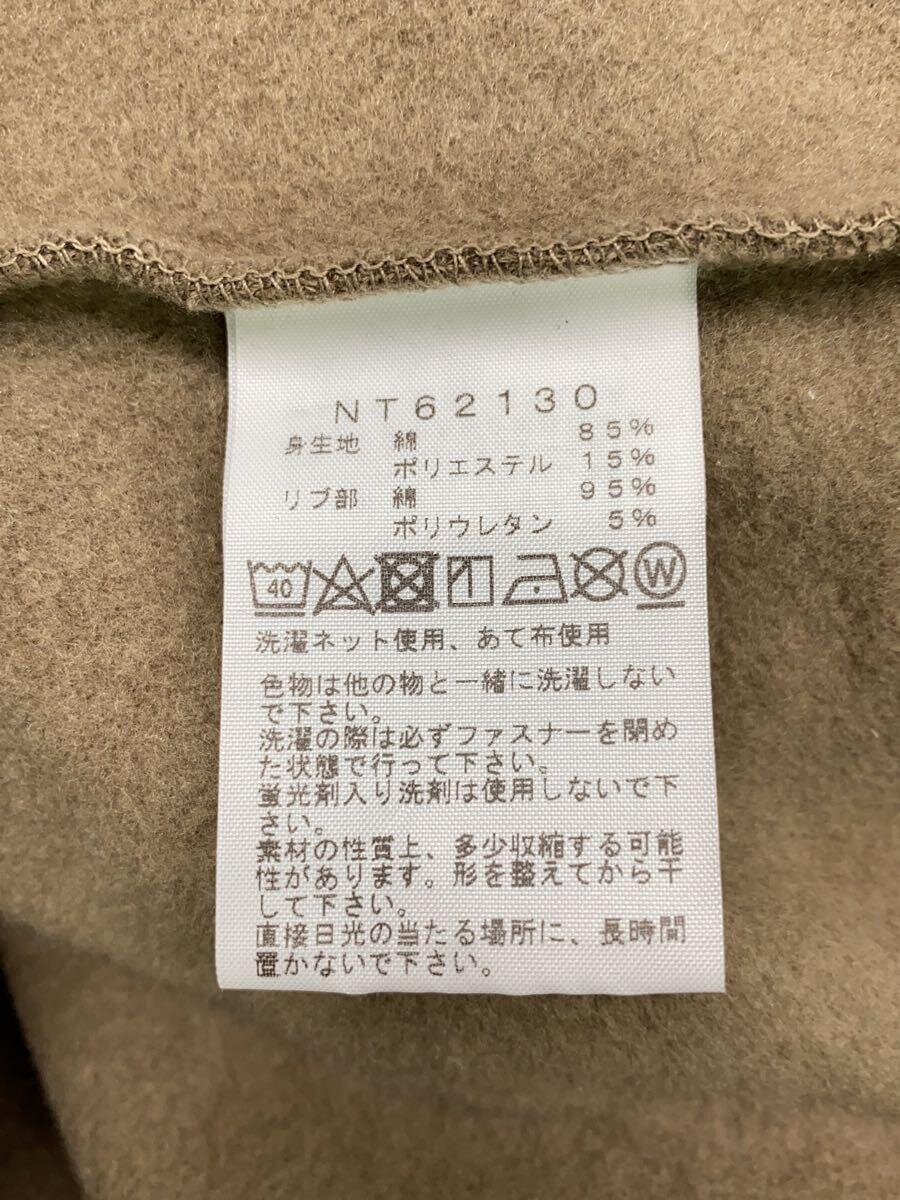 NT62130
身生地 綿 85%
ポリエステル 15%
リブ部 綿 95%
ポリウレタン 5%
40 W
洗濯ネット使用、あて布使用
色物は他の物と一緒に洗濯しない
で下さい。
洗濯の際は必ずファスナーを閉め
た状態で行って下さい。
蛍光剤入り洗剤は使用しないで下
さい。
素材の性質上、多少収縮する可能
性があります。形を整えてから干
して下さい。
直接日光の当たる場所に、長時間
置かないで下さい。